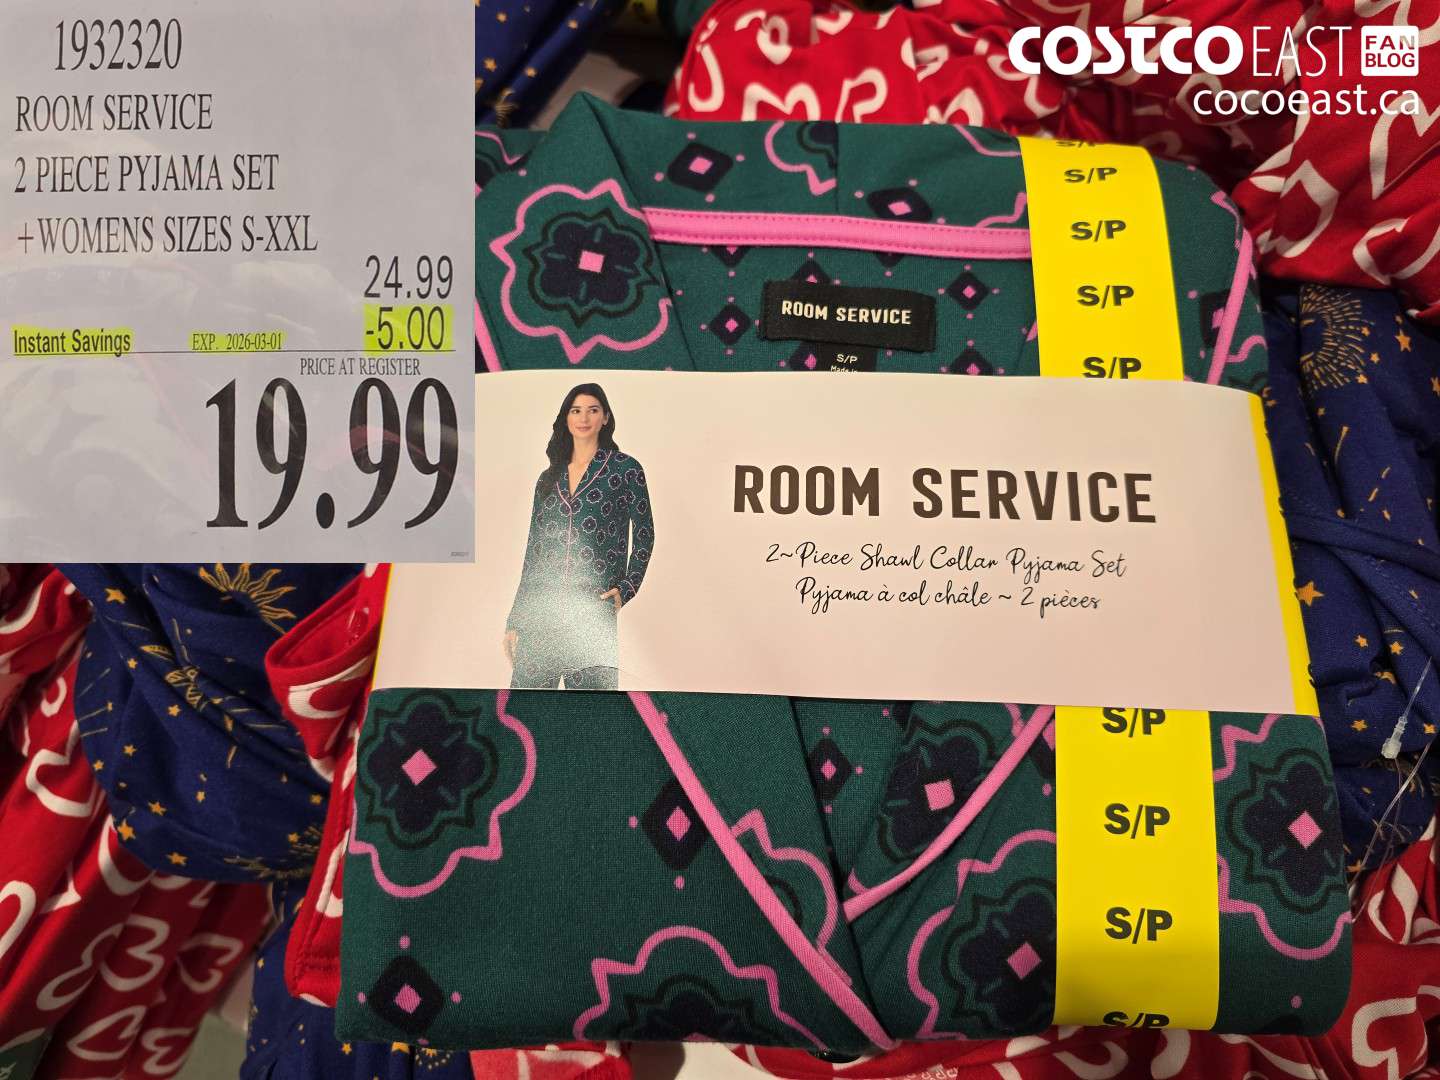 1932320
ROOM SERVICE
2 PIECE PYJAMA SET
+WOMENS SIZES S-XXL
24.99
Instant Savings EXP. 2026-03-01 -5.00
PRICE AT REGISTER
19.99
COSTCO EAST FAN BLOG
cocoeast.ca
S/P
S/P
S/P
S/P
S/P
ROOM SERVICE
S/P
Made in
ROOM SERVICE
2~Piece Shawl Collar Pyjama Set
Pyjama à col châle ~ 2 pièces
S/P
S/P
S/P
S/P